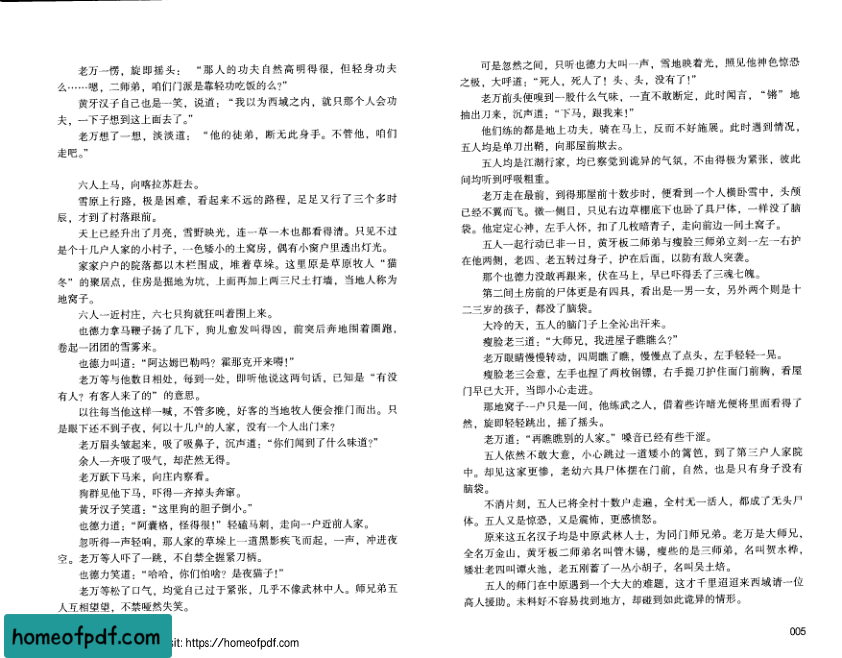 老万一愣，旋即摇头： “那人的功夫自然高明得很，但轻身功夫
么……嗯，二师弟，咱们门派是靠轻功吃饭的么?”
黄牙汉子自己也是一笑，说道；“我以为西域之内，就只那个人会功
夫，一下子想到这上面去了。”
老万想了一想，淡淡道： “他的徒弟，断无此身手。不管他，咱们
走吧。”
六人上马，向喀拉苏赶去。
雪原上行路，极是困难，看起来不远的路程，足足又行了三个多时
辰，才到了村落跟前。
天上已经升出了月亮，雪野映光，连一草一木也都看得清。只见不过
是个十几户人家的小村子，一色矮小的土窝房，偶有小窗户里透出灯光。
家家户户的院落都以木栏围成，堆着草垛。这里原是草原牧人“猫
冬”的聚居点，住房是掘地为坑，上面再加上两三尺土打墙，当地人称为
地窝子。
六人一近村庄，六七只狗就狂叫着围上来。
也德力拿马鞭子扬了几下，狗儿愈发叫得凶，前突后奔地围着圈跑，
卷起一团团的雪雾来。
也德力叫道：“阿达姆巴勒吗？霍那克开来嘚!”
老万等与他数日相处，每到一处，即听他说这两句话，已知是“有没
有人？有客人来了的”的意思。
以往每当他这样一喊，不管多晚，好客的当地牧人便会推门而出。只
是眼下还不到子夜，何以十几户的人家，没有一个人出门来？
老万眉头皱起来，吸了吸鼻子，沉声道：“你们闻到了什么味道?”
余人一齐吸了吸气，却茫然无得。
老万跃下马来，向庄内察看。
狗群见他下马，吓得一齐掉头奔窜。
黄牙汉子笑道：“这里狗的胆子倒小。”
也德力道；“阿囊格，怪得很!”轻磕马刺，走向一户近前人家。
忽听得一声轻响，那人家的草垛上一道黑影疾飞而起，一声，冲进夜
空。老万等人吓了一跳，不自禁全握紧刀柄。
也德力笑道；“哈哈，你们怕啥？是夜猫子!”
老万等松了口气，均觉自己过于紧张，几乎不像武林中人。师兄弟五
人互相望望，不禁哑然失笑。
homeofpdf.com
sit: https://homeofpdf.com
可是忽然之间，只听也德力大叫一声，雪地映着光，照见他神色惊恐
之极，大呼道；“死人，死人了！头、头，没有了!”
老万前头便嗅到一股什么气味，一直不敢断定，此时闻言，“锵”地
抽出刀来，沉声道：“下马，跟我来!”
他们练的都是地上功夫，骑在马上，反而不好施展。此时遇到情况，
五人均是单刀出鞘，向那屋前欺去。
五人均是江湖行家，均已察觉到诡异的气氛，不由得极为紧张，彼此
间均听到呼吸粗重。
老万走在最前，到得那屋前十数步时，便看到一个人横卧雪中，头颅
已经不翼而飞。微一侧目，只见右边草棚底下也卧了具尸体，一样没了脑
袋。他定定心神，左手入怀，扣了几枚暗青子，走向前边一间土窝子。
五人一起行动已非一日，黄牙板二师弟与瘦脸三师弟立刻一左一右护
在他两侧，老四、老五转过身子，护在后面，以防有敌人突袭。
那个也德力没敢再跟来，伏在马上，早已吓得丢了三魂七魄。
第二间土房前的尸体更是有四具，看出是一男一女，另外两个则是十
二三岁的孩子，都没了脑袋。
大冷的天，五人的脑门子上全沁出汗来。
瘦脸老三道：“大师兄，我进屋子瞧瞧么?”
老万眼睛慢慢转动，四周瞧了瞧，慢慢点了点头，左手轻轻一晃。
瘦脸老三会意，左手也捏了两枚钢镖，右手提刀护住面门前胸，看屋
门早已大开，当即小心走进。
那地窝子一户只是一间，他练武之人，借着些许暗光便将里面看得了
然，旋即轻轻跳出，摇了摇头。
老万道；“再瞧瞧别的人家。”嗓音已经有些干涩。
五人依然不敢大意，小心跳过一道矮小的篱笆，到了第三户人家院
中。却见这家更惨，老幼六具尸体摆在门前，自然，也是只有身子没有
脑袋。
不消片刻，五人已将全村十数户走遍，全村无一活人，都成了无头尸
体。五人又是惊恐，又是震怖，更感愤怒。
原来这五名汉子均是中原武林人士，为同门师兄弟。老万是大师兄，
全名万金山，黄牙板二师弟名叫管木锡，瘦些的是三师弟，名叫贺水桦，
矮壮老四叫谭火池，老五刚蓄了一丛小胡子，名叫吴土焙。
五人的师门在中原遇到一个大大的难题，这才千里迢迢来西域请一位
高人援助。未料好不容易找到地方，却碰到如此诡异的情形。
005